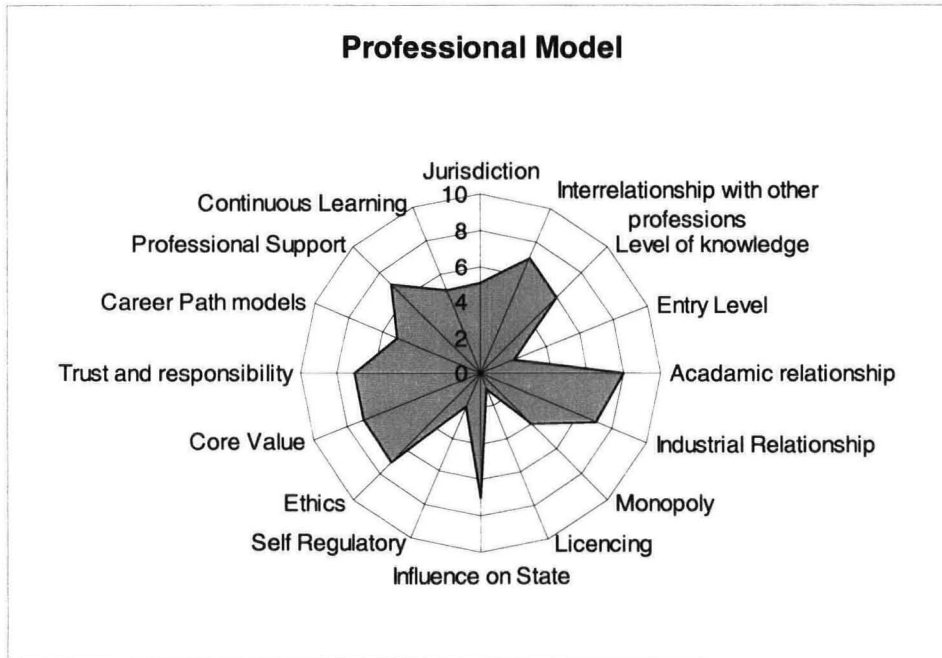 Professional Model
Jurisdiction
Interrelationship with other
professions
Level of knowledge
Entry Level
Acadamic relationship
Industrial Relationship
Monopoly
Licencing
Influence on State
Self Regulatory
Ethics
Core Value
Trust and responsibility
Career Path models
Professional Support
Continuous Learning
10
8
6
4
2
0